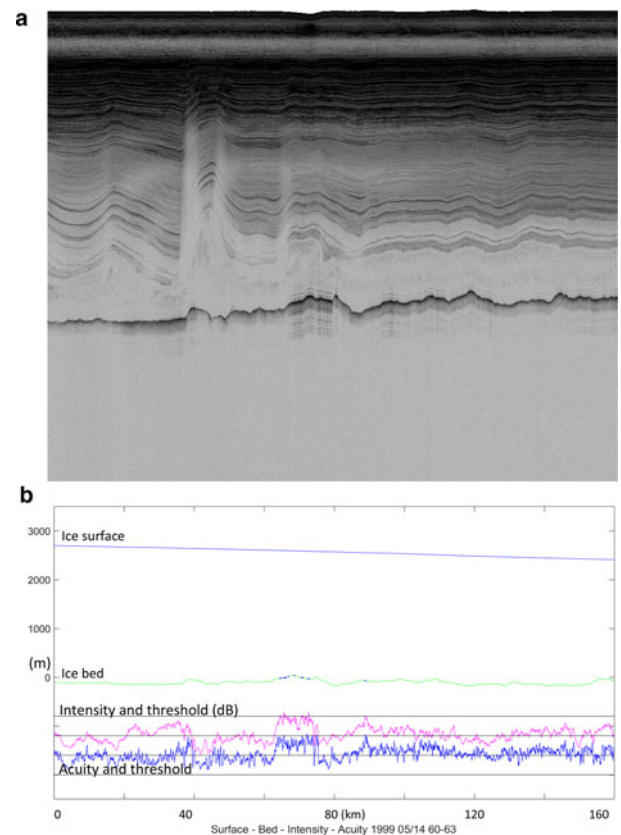 a
b
3000
Ice surface
2000
1000
(m)
0
Ice bed
Intensity and threshold (dB)
Acuity and threshold
0 40 80 (km) 120 160
Surface - Bed - Intensity - Acuity 1999 05/14 60-63